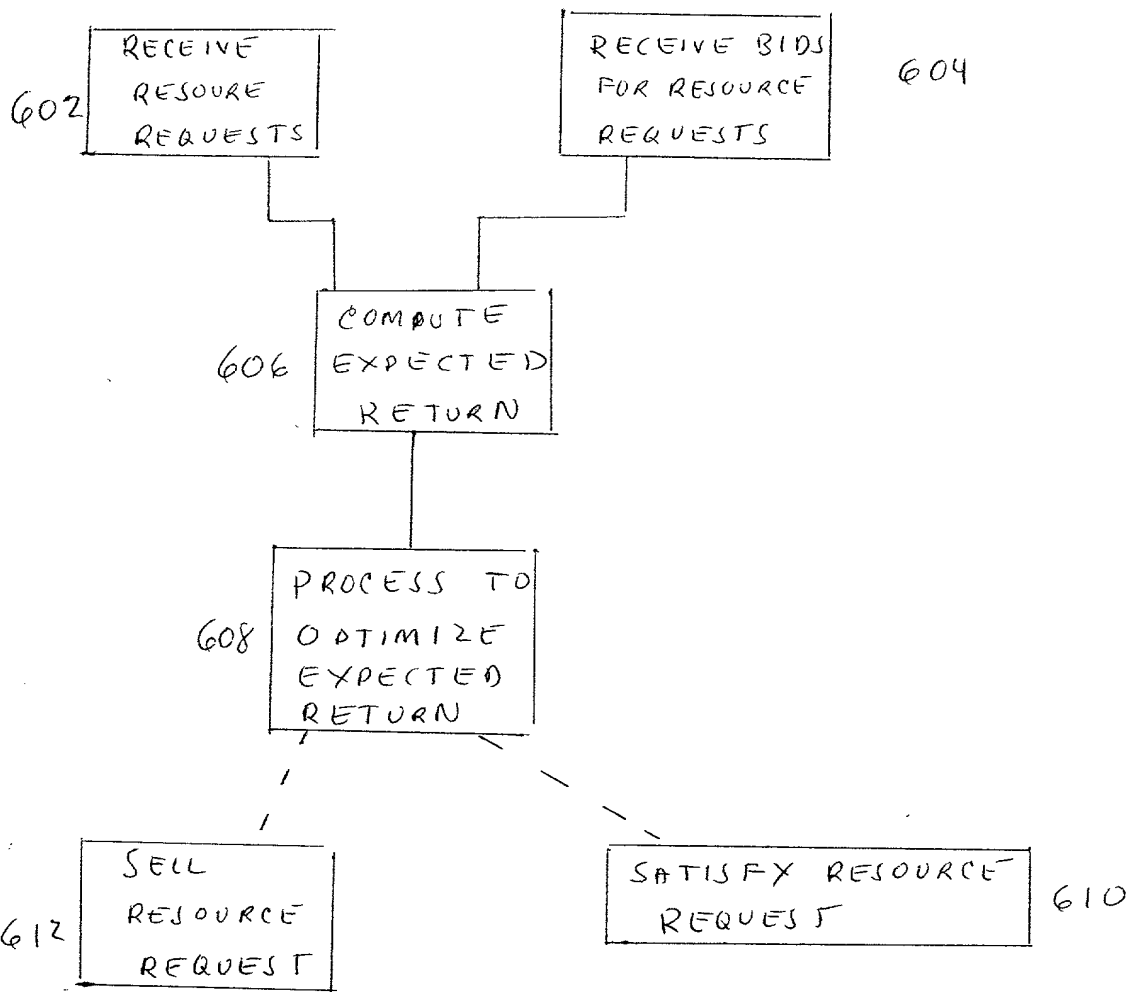 RECEIVE
602
RESOURE
REQUESTS
RECEIVE BIDS
FOR RESOURCE
REQUESTS
604
COMPUTE
606
EXPECTED
RETURN
PROCESS TO
608
OPTIMIZE
EXPECTED
RETURN
SELL
RESOURCE
612
REQUEST
SATISFY RESOURCE
REQUEST
610